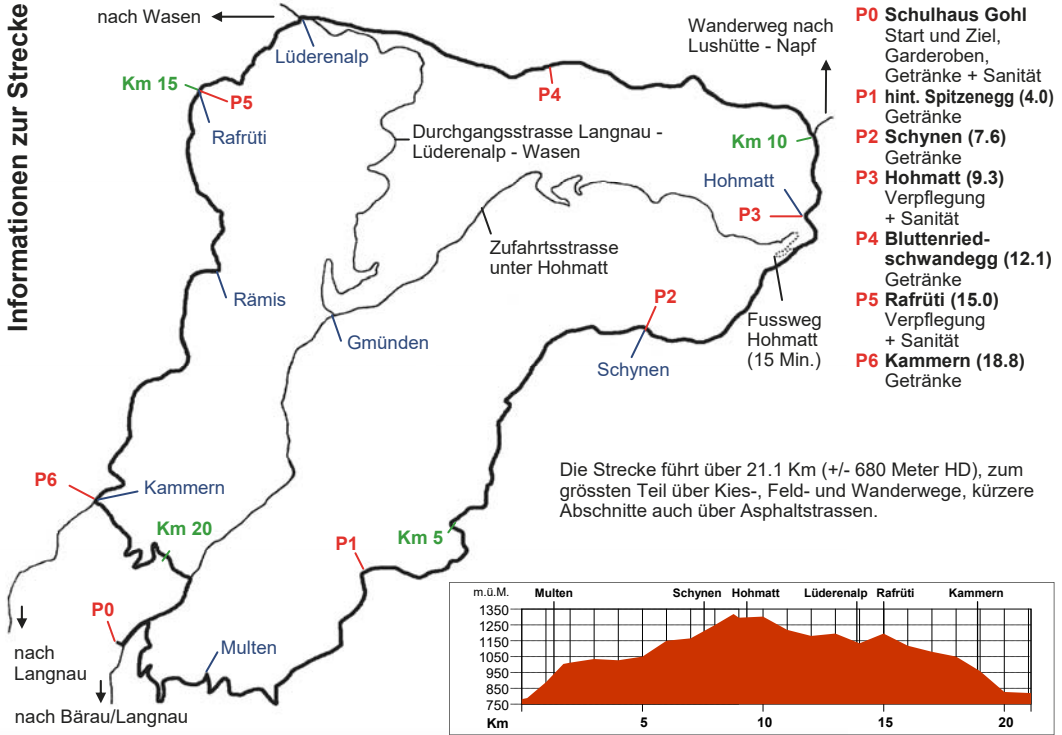 Informationen zur Strecke
nach Wasen
Lüderenalp
Km 15
P5
Rafrüti
P4
Wanderweg nach
Lushütte - Napf
Durchgangsstrasse Langnau -
Lüderenalp - Wasen
Km 10
Hohmatt
P3
Zufahrtsstrasse
unter Hohmatt
Rämis
P2
Gmünden
Schynen
Fussweg
Hohmatt
(15 Min.)
P0 Schulhaus Gohl
Start und Ziel,
Garderoben,
Getränke + Sanität
P1 hint. Spitzenegg (4.0)
Getränke
P2 Schynen (7.6)
Getränke
P3 Hohmatt (9.3)
Verpflegung
+ Sanität
P4 Bluttenried-
schwandegg (12.1)
Getränke
P5 Rafrüti (15.0)
Verpflegung
+ Sanität
P6 Kammern (18.8)
Getränke
P6
Kammern
Km 20
P1
Km 5
P0
Multen
nach
Langnau
nach Bärau/Langnau
Die Strecke führt über 21.1 Km (+/- 680 Meter HD), zum
grössten Teil über Kies-, Feld- und Wanderwege, kürzere
Abschnitte auch über Asphaltstrassen.
m.ü.M. Multen Schynen Hohmatt Lüderenalp Rafrüti Kammern
1350
1250
1150
1050
950
850
750
Km 5 10 15 20